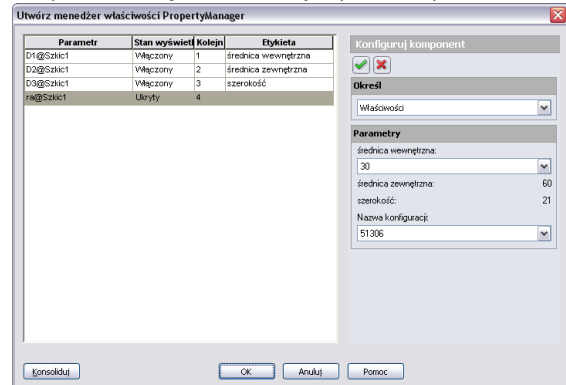 Utwórz menedżer właściwości PropertyManager
Parametr Stan wyświetl Kolejn Etykieta
D1@Szkic1 Włączony 1 średnica wewnętrzna
D2@Szkic1 Włączony 2 średnica zewnętrzna
D3@Szkic1 Włączony 3 szerokość
ra@Szkic1 Ukryty 4
Konfiguruj komponent
Określ
Właściwości
Parametry
średnica wewnętrzna:
30
średnica zewnętrzna: 60
szerokość: 21
Nazwa konfiguracji:
51306
Konsoliduj OK Anuluj Pomoc